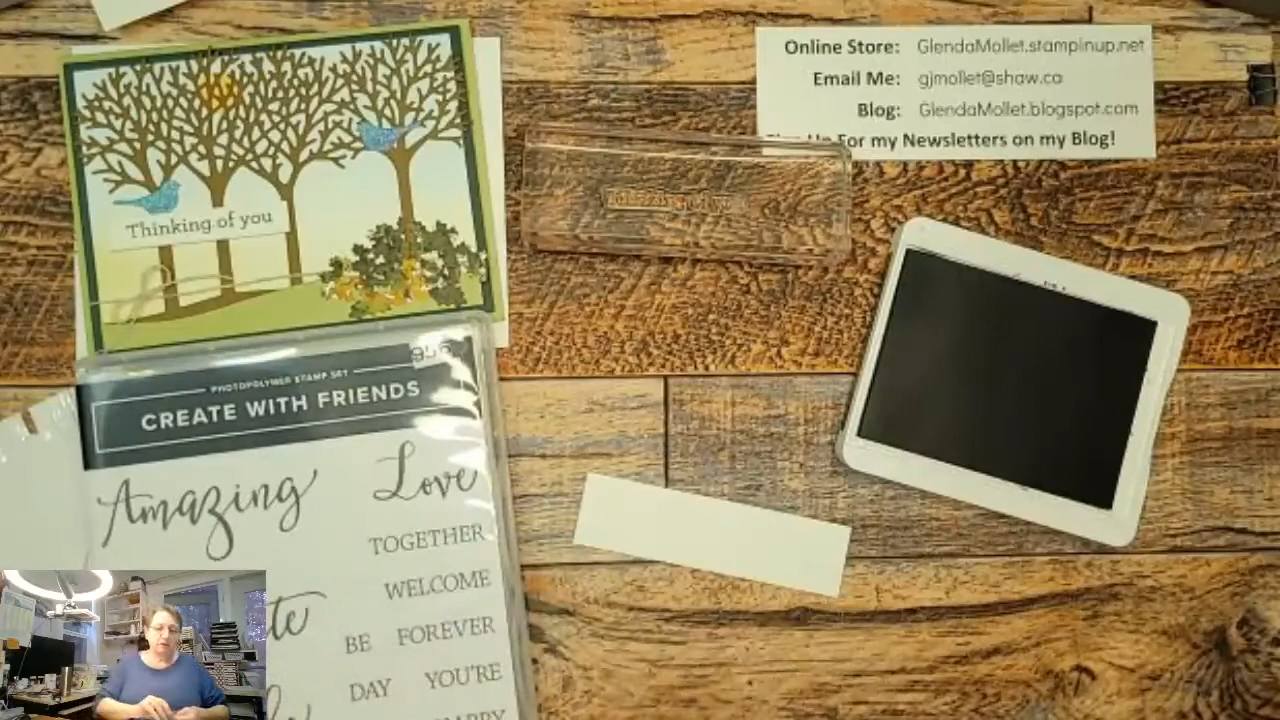 Online Store: GlendaMollet.stampinup.net
Email Me: gjmollet@shaw.ca
Blog: GlendaMollet.blogspot.com
Up For my Newsletters on my Blog!
Thinking of you
PHOTOPOLYMER STAMP SET
CREATE WITH FRIENDS
Amazing Love
TOGETHER
WELCOME
BE FOREVER
DAY YOU'RE